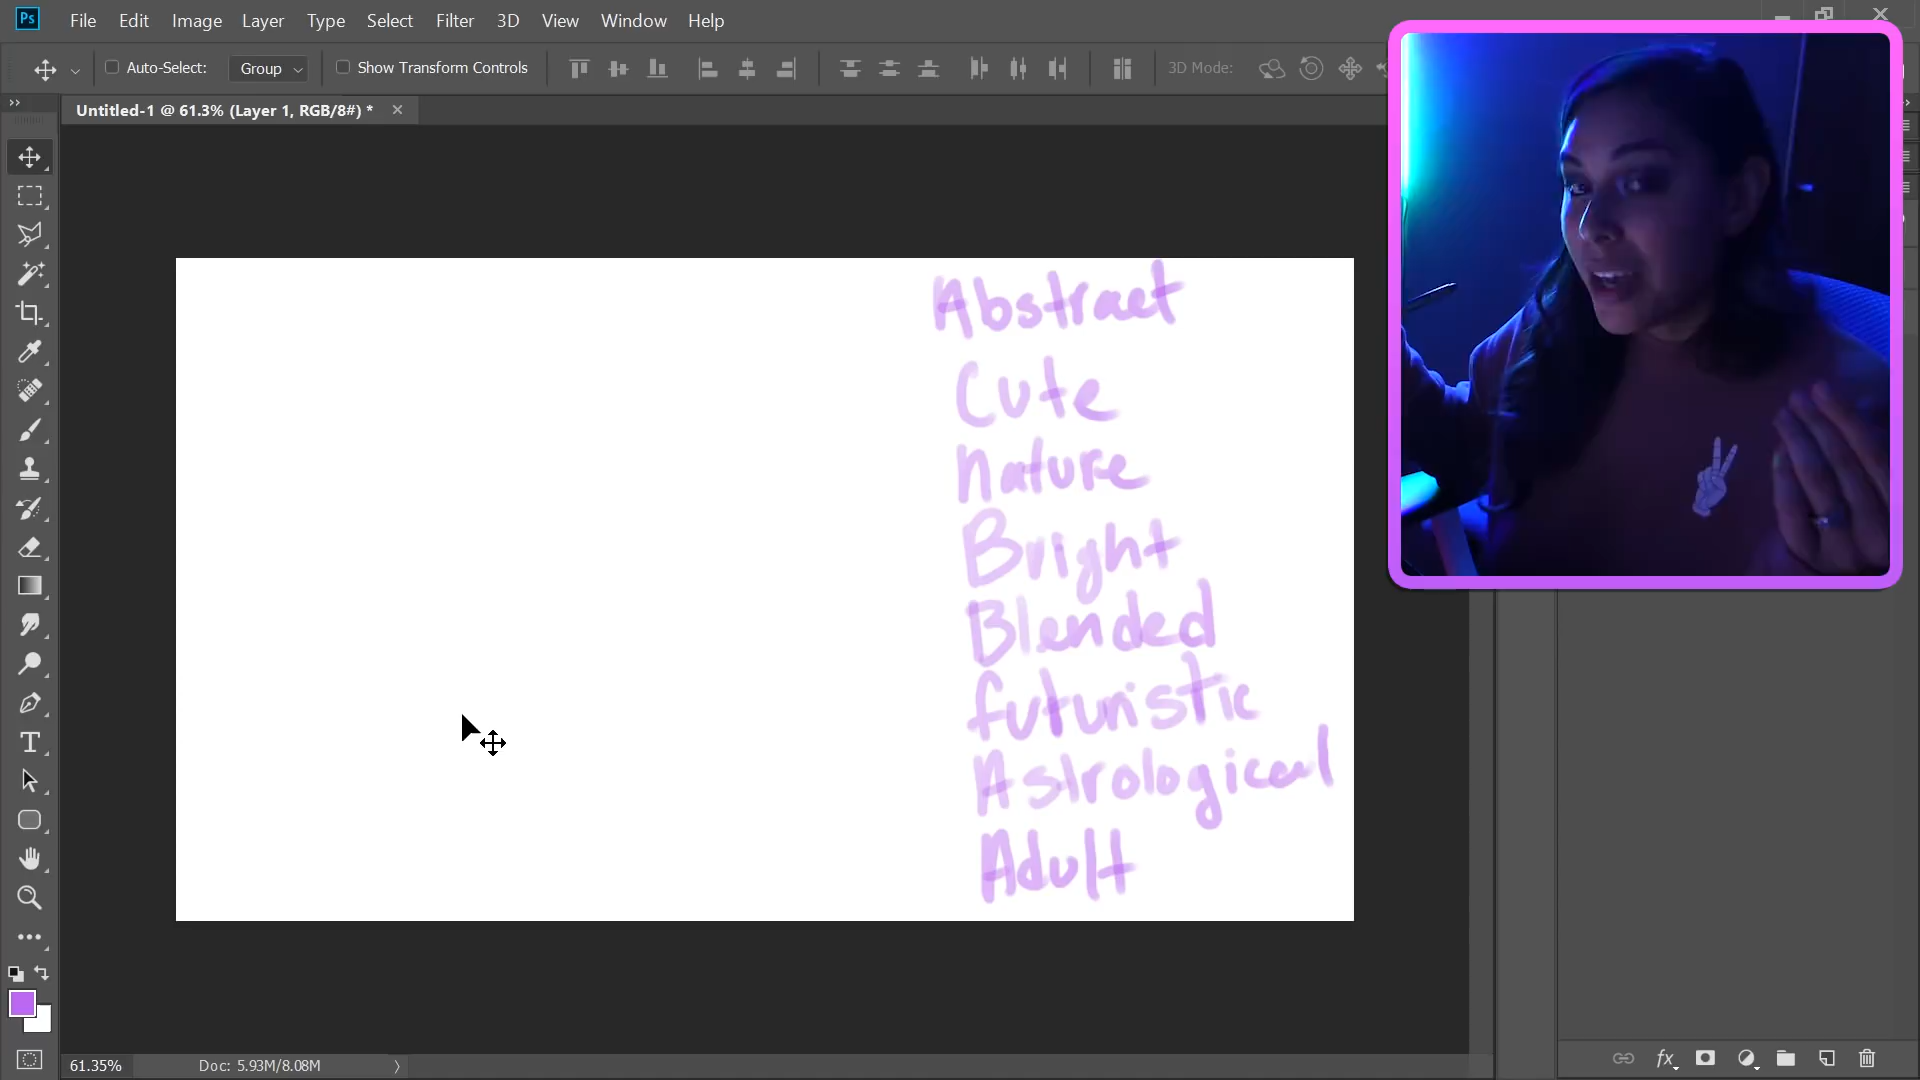 Ps File Edit Image Layer Type Select Filter 3D View Window Help
Auto-Select: Group Show Transform Controls 3D Mode:
Untitled-1 @ 61.3% (Layer 1, RGB/8#) *
Abstract
Cute
Nature
Bright
Blended
futuristic
Astrological
Adult
61.35% Doc: 5.93M/8.08M